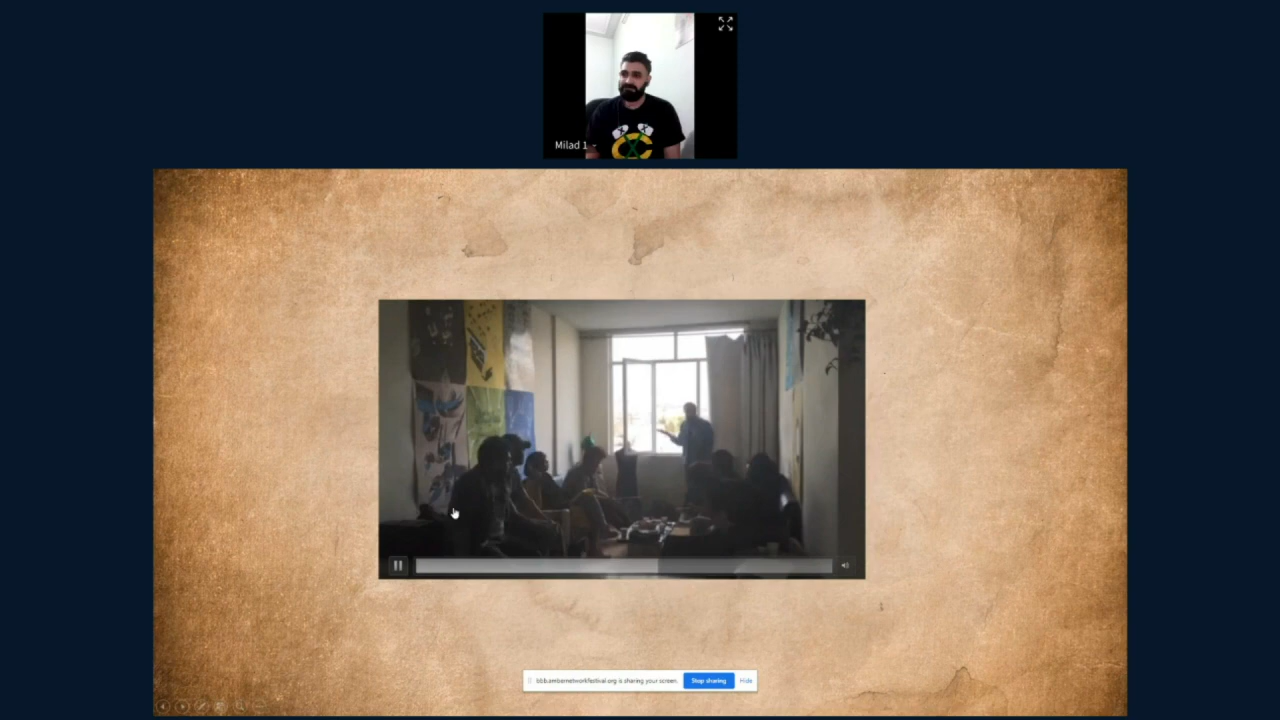 Milad 1
bbb.ambernetworkfestival.org is sharing your screen.
Stop sharing
Hide